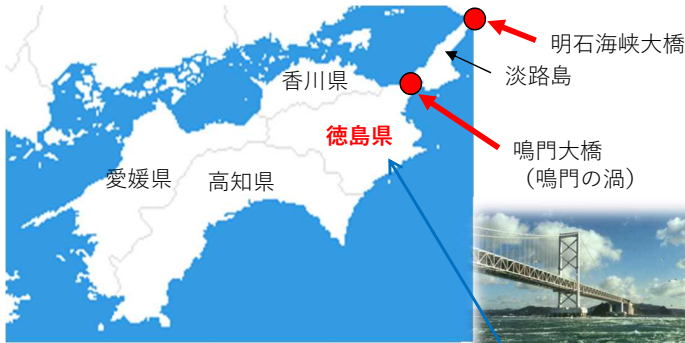 明石海峡大橋
淡路島
香川県
徳島県
鳴門大橋
（鳴門の渦）
愛媛県
高知県